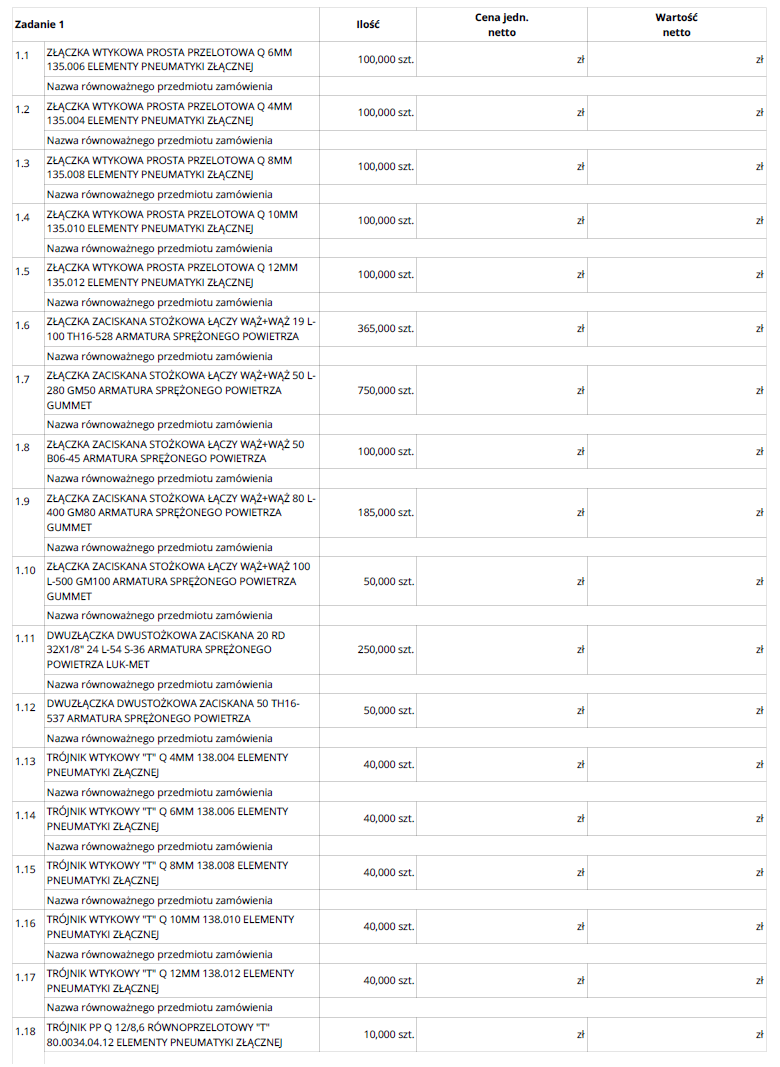 Zadanie 1 Ilość Cena jedn. Wartość
netto netto
1.1 ZŁĄCZKA WTYKOWA PROSTA PRZELOTOWA Q 6MM
135.006 ELEMENTY PNEUMATYKI ZŁĄCZNEJ 100,000 szt. zł zł
Nazwa równoważnego przedmiotu zamówienia
1.2 ZŁĄCZKA WTYKOWA PROSTA PRZELOTOWA Q 4MM
135.004 ELEMENTY PNEUMATYKI ZŁĄCZNEJ 100,000 szt. zł zł
Nazwa równoważnego przedmiotu zamówienia
1.3 ZŁĄCZKA WTYKOWA PROSTA PRZELOTOWA Q 8MM
135.008 ELEMENTY PNEUMATYKI ZŁĄCZNEJ 100,000 szt. zł zł
Nazwa równoważnego przedmiotu zamówienia
1.4 ZŁĄCZKA WTYKOWA PROSTA PRZELOTOWA Q 10MM
135.010 ELEMENTY PNEUMATYKI ZŁĄCZNEJ 100,000 szt. zł zł
Nazwa równoważnego przedmiotu zamówienia
1.5 ZŁĄCZKA WTYKOWA PROSTA PRZELOTOWA Q 12MM
135.012 ELEMENTY PNEUMATYKI ZŁĄCZNEJ 100,000 szt. zł zł
Nazwa równoważnego przedmiotu zamówienia
1.6 ZŁĄCZKA ZACISKANA STOŻKOWA ŁĄCZY WĄŻ+WĄŻ 19 L-
100 TH16-528 ARMATURA SPRĘŻONEGO POWIETRZA 365,000 szt. zł zł
Nazwa równoważnego przedmiotu zamówienia
1.7 ZŁĄCZKA ZACISKANA STOŻKOWA ŁĄCZY WĄŻ+WĄŻ 50 L-
280 GM50 ARMATURA SPRĘŻONEGO POWIETRZA 750,000 szt. zł zł
GUMMET
Nazwa równoważnego przedmiotu zamówienia
1.8 ZŁĄCZKA ZACISKANA STOŻKOWA ŁĄCZY WĄŻ+WĄŻ 50
B06-45 ARMATURA SPRĘŻONEGO POWIETRZA 100,000 szt. zł zł
Nazwa równoważnego przedmiotu zamówienia
1.9 ZŁĄCZKA ZACISKANA STOŻKOWA ŁĄCZY WĄŻ+WĄŻ 80 L-
400 GM80 ARMATURA SPRĘŻONEGO POWIETRZA 185,000 szt. zł zł
GUMMET
Nazwa równoważnego przedmiotu zamówienia
1.10 ZŁĄCZKA ZACISKANA STOŻKOWA ŁĄCZY WĄŻ+WĄŻ 100
L-500 GM100 ARMATURA SPRĘŻONEGO POWIETRZA 50,000 szt. zł zł
GUMMET
Nazwa równoważnego przedmiotu zamówienia
1.11 DWUZŁĄCZKA DWUSTOŻKOWA ZACISKANA 20 RD
32X1/8" 24 L-54 S-36 ARMATURA SPRĘŻONEGO 250,000 szt. zł zł
POWIETRZA LUK-MET
Nazwa równoważnego przedmiotu zamówienia
1.12 DWUZŁĄCZKA DWUSTOŻKOWA ZACISKANA 50 TH16-
537 ARMATURA SPRĘŻONEGO POWIETRZA 50,000 szt. zł zł
Nazwa równoważnego przedmiotu zamówienia
1.13 TRÓJNIK WTYKOWY "T" Q 4MM 138.004 ELEMENTY
PNEUMATYKI ZŁĄCZNEJ 40,000 szt. zł zł
Nazwa równoważnego przedmiotu zamówienia
1.14 TRÓJNIK WTYKOWY "T" Q 6MM 138.006 ELEMENTY
PNEUMATYKI ZŁĄCZNEJ 40,000 szt. zł zł
Nazwa równoważnego przedmiotu zamówienia
1.15 TRÓJNIK WTYKOWY "T" Q 8MM 138.008 ELEMENTY
PNEUMATYKI ZŁĄCZNEJ 40,000 szt. zł zł
Nazwa równoważnego przedmiotu zamówienia
1.16 TRÓJNIK WTYKOWY "T" Q 10MM 138.010 ELEMENTY
PNEUMATYKI ZŁĄCZNEJ 40,000 szt. zł zł
Nazwa równoważnego przedmiotu zamówienia
1.17 TRÓJNIK WTYKOWY "T" Q 12MM 138.012 ELEMENTY
PNEUMATYKI ZŁĄCZNEJ 40,000 szt. zł zł
Nazwa równoważnego przedmiotu zamówienia
1.18 TRÓJNIK PP Q 12/8,6 RÓWNOPRZELOTOWY "T"
80.0034.04.12 ELEMENTY PNEUMATYKI ZŁĄCZNEJ 10,000 szt. zł zł